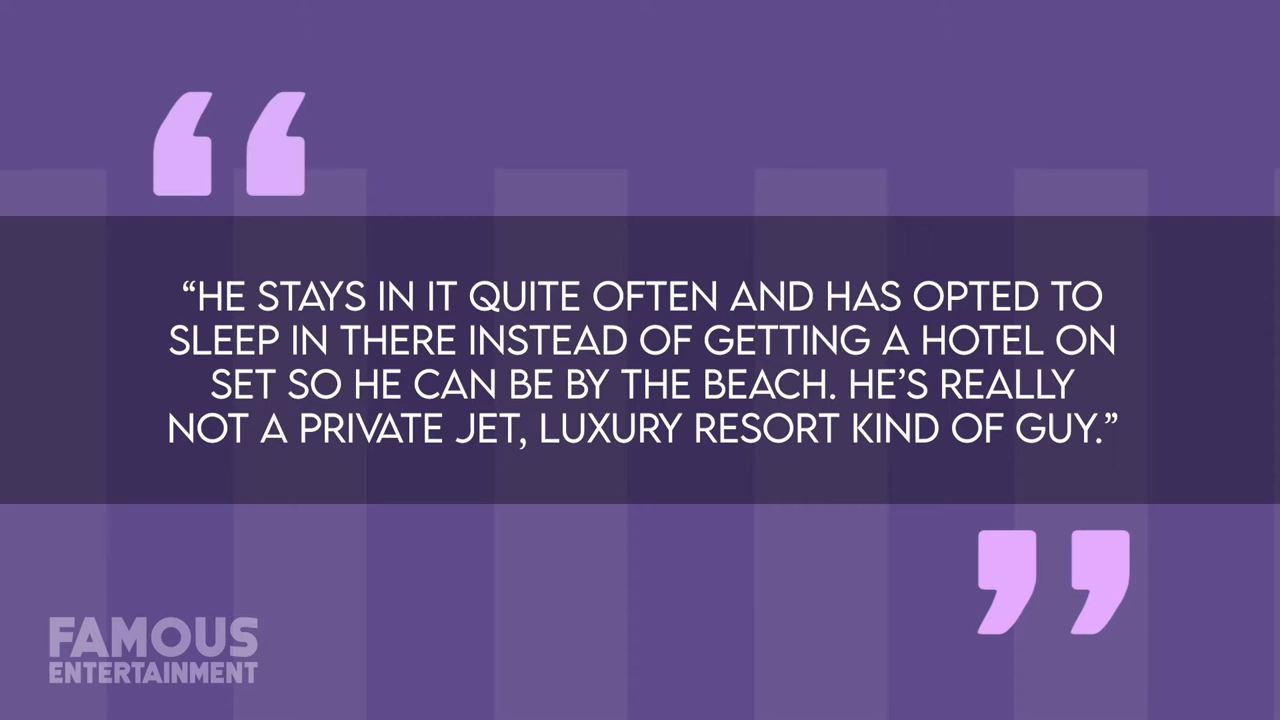 “HE STAYS IN IT QUITE OFTEN AND HAS OPTED TO
SLEEP IN THERE INSTEAD OF GETTING A HOTEL ON
SET SO HE CAN BE BY THE BEACH. HE’S REALLY
NOT A PRIVATE JET, LUXURY RESORT KIND OF GUY.”
FAMOUS
ENTERTAINMENT